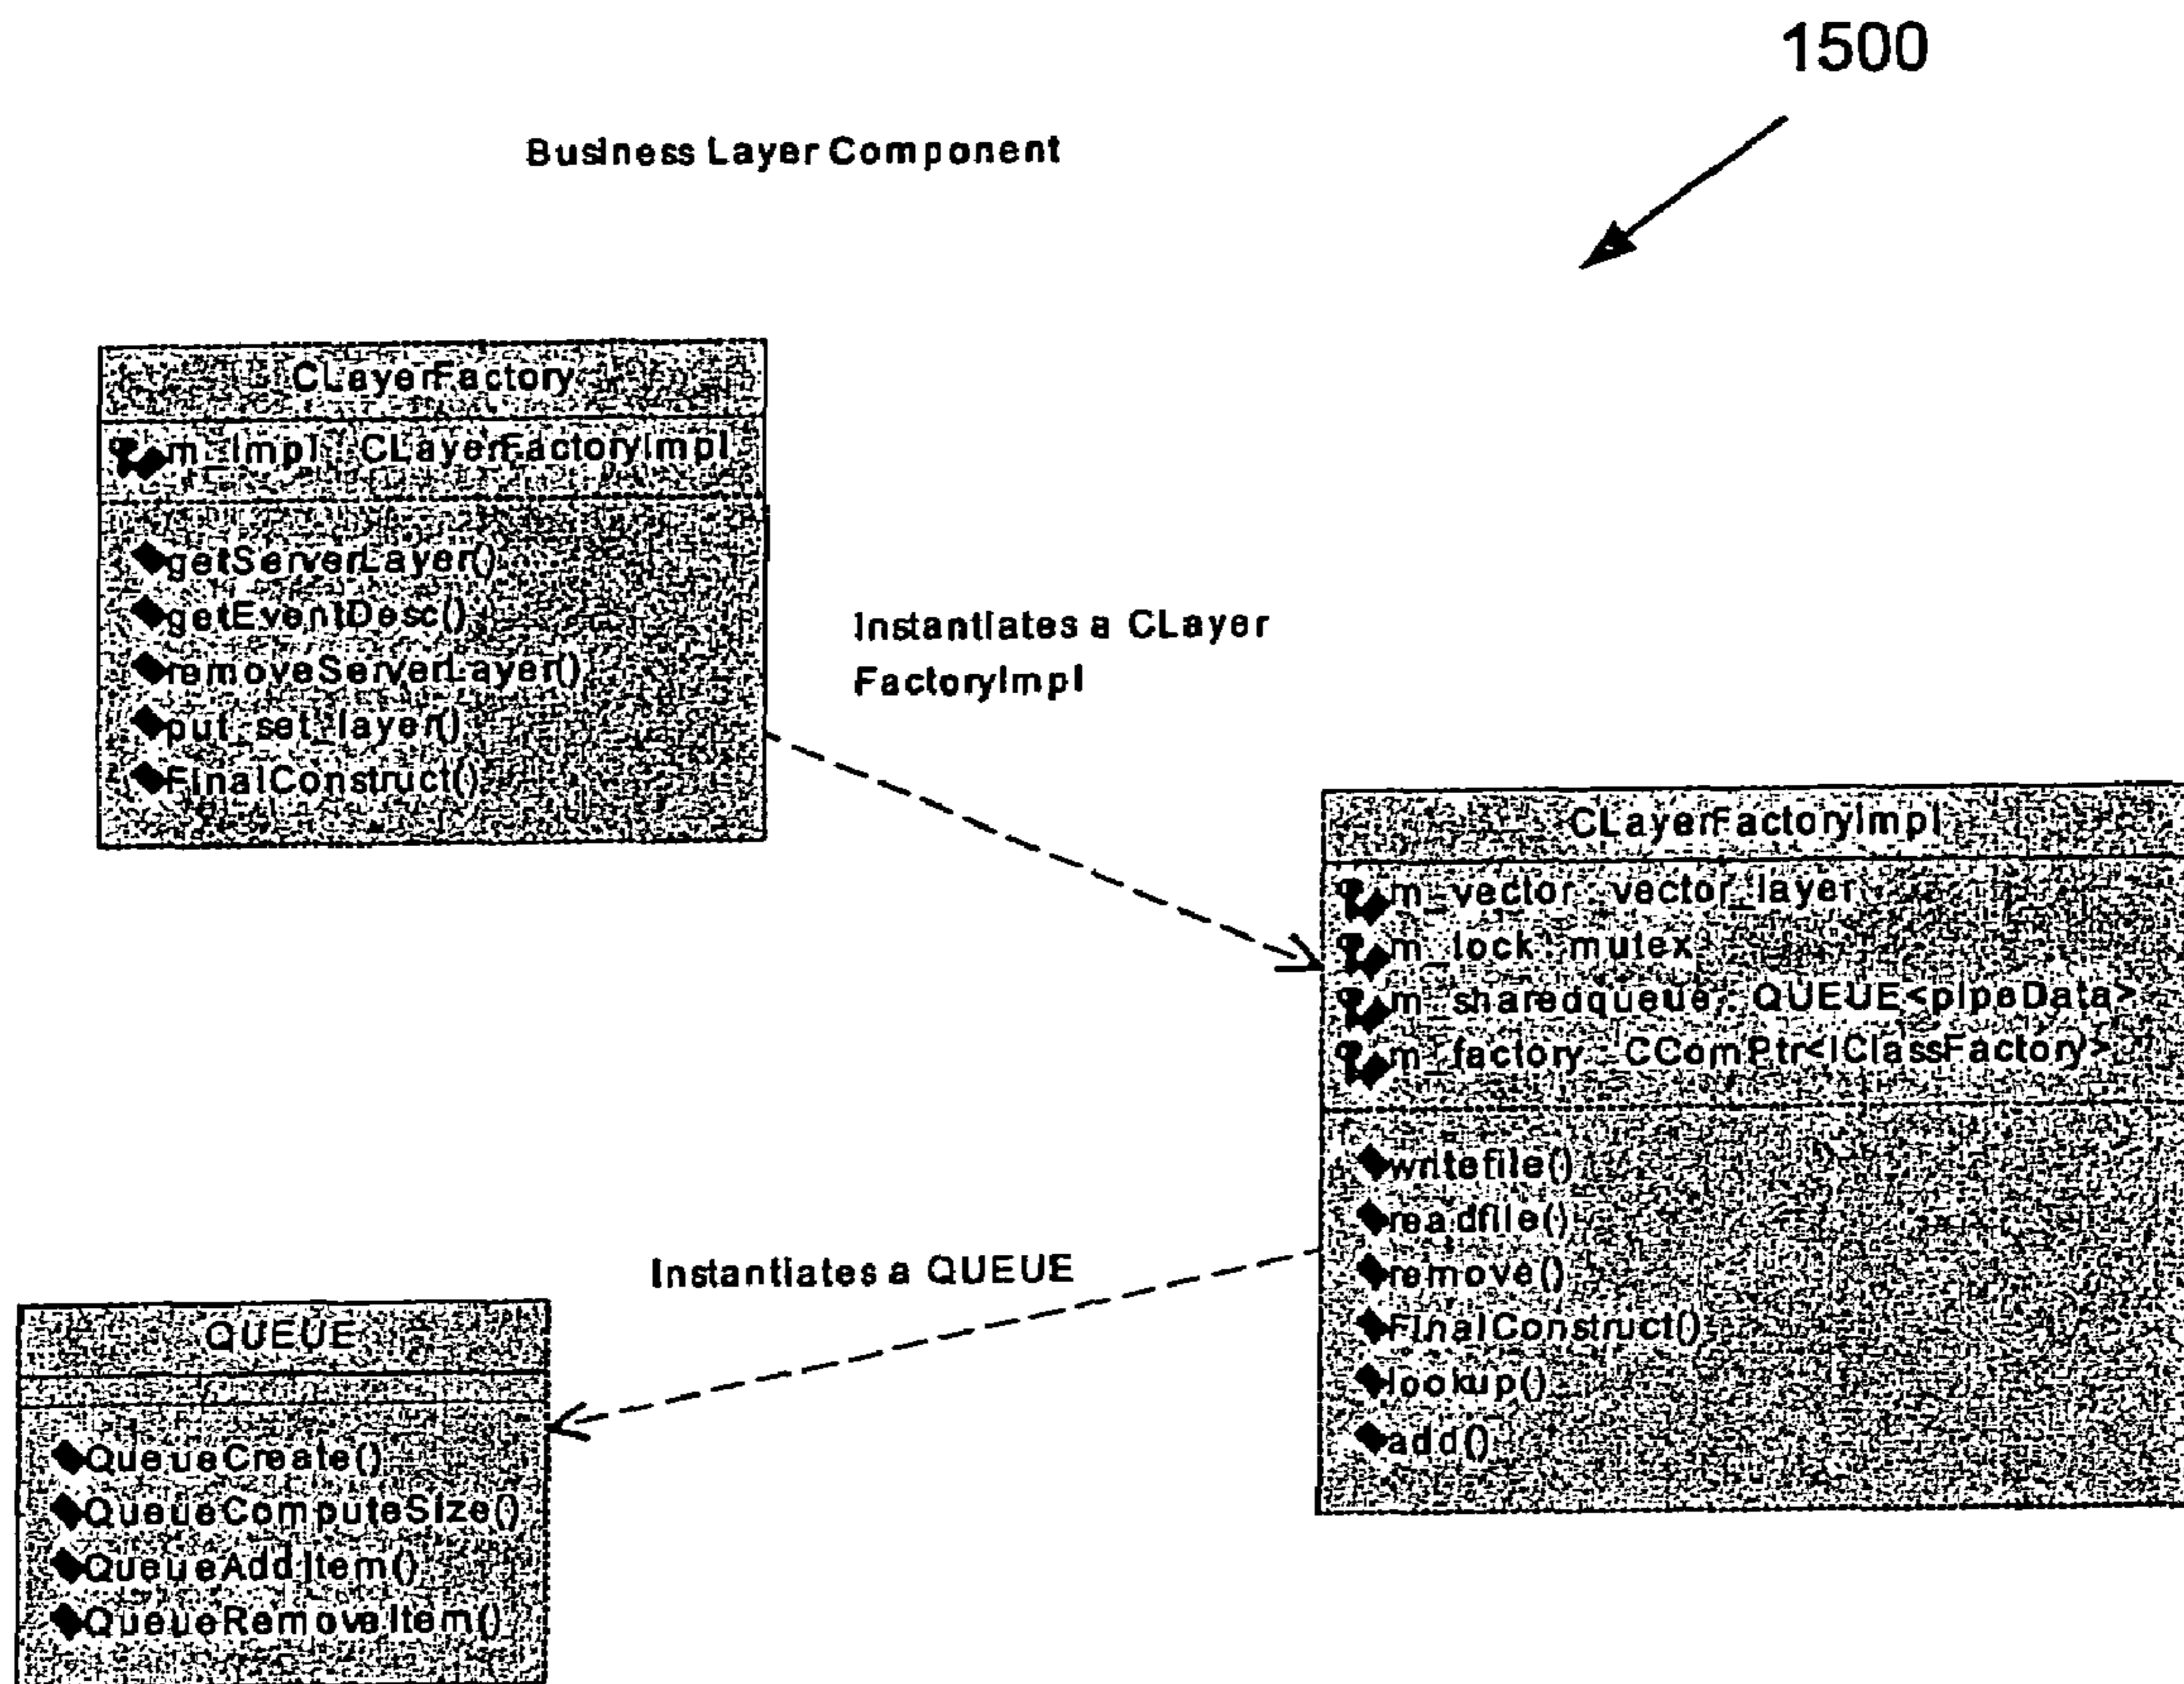 1500
Business Layer Component
CLayerFactory
m_Impl : CLayerFactoryImpl
getServerLayer()
getEventDesc()
removeServerLayer()
put_set_layer()
FinalConstruct()
Instantiates a CLayer
FactoryImpl
CLayerFactoryImpl
m_vector : vector_layer
m_lock : mutex
m_sharedqueue : QUEUE<pipeData>
m_factory : CComPtr<IClassFactory>
writefile()
readfile()
remove()
FinalConstruct()
lookup()
add()
Instantiates a QUEUE
QUEUE
QueueCreate()
QueueComputeSize()
QueueAddItem()
QueueRemoveItem()